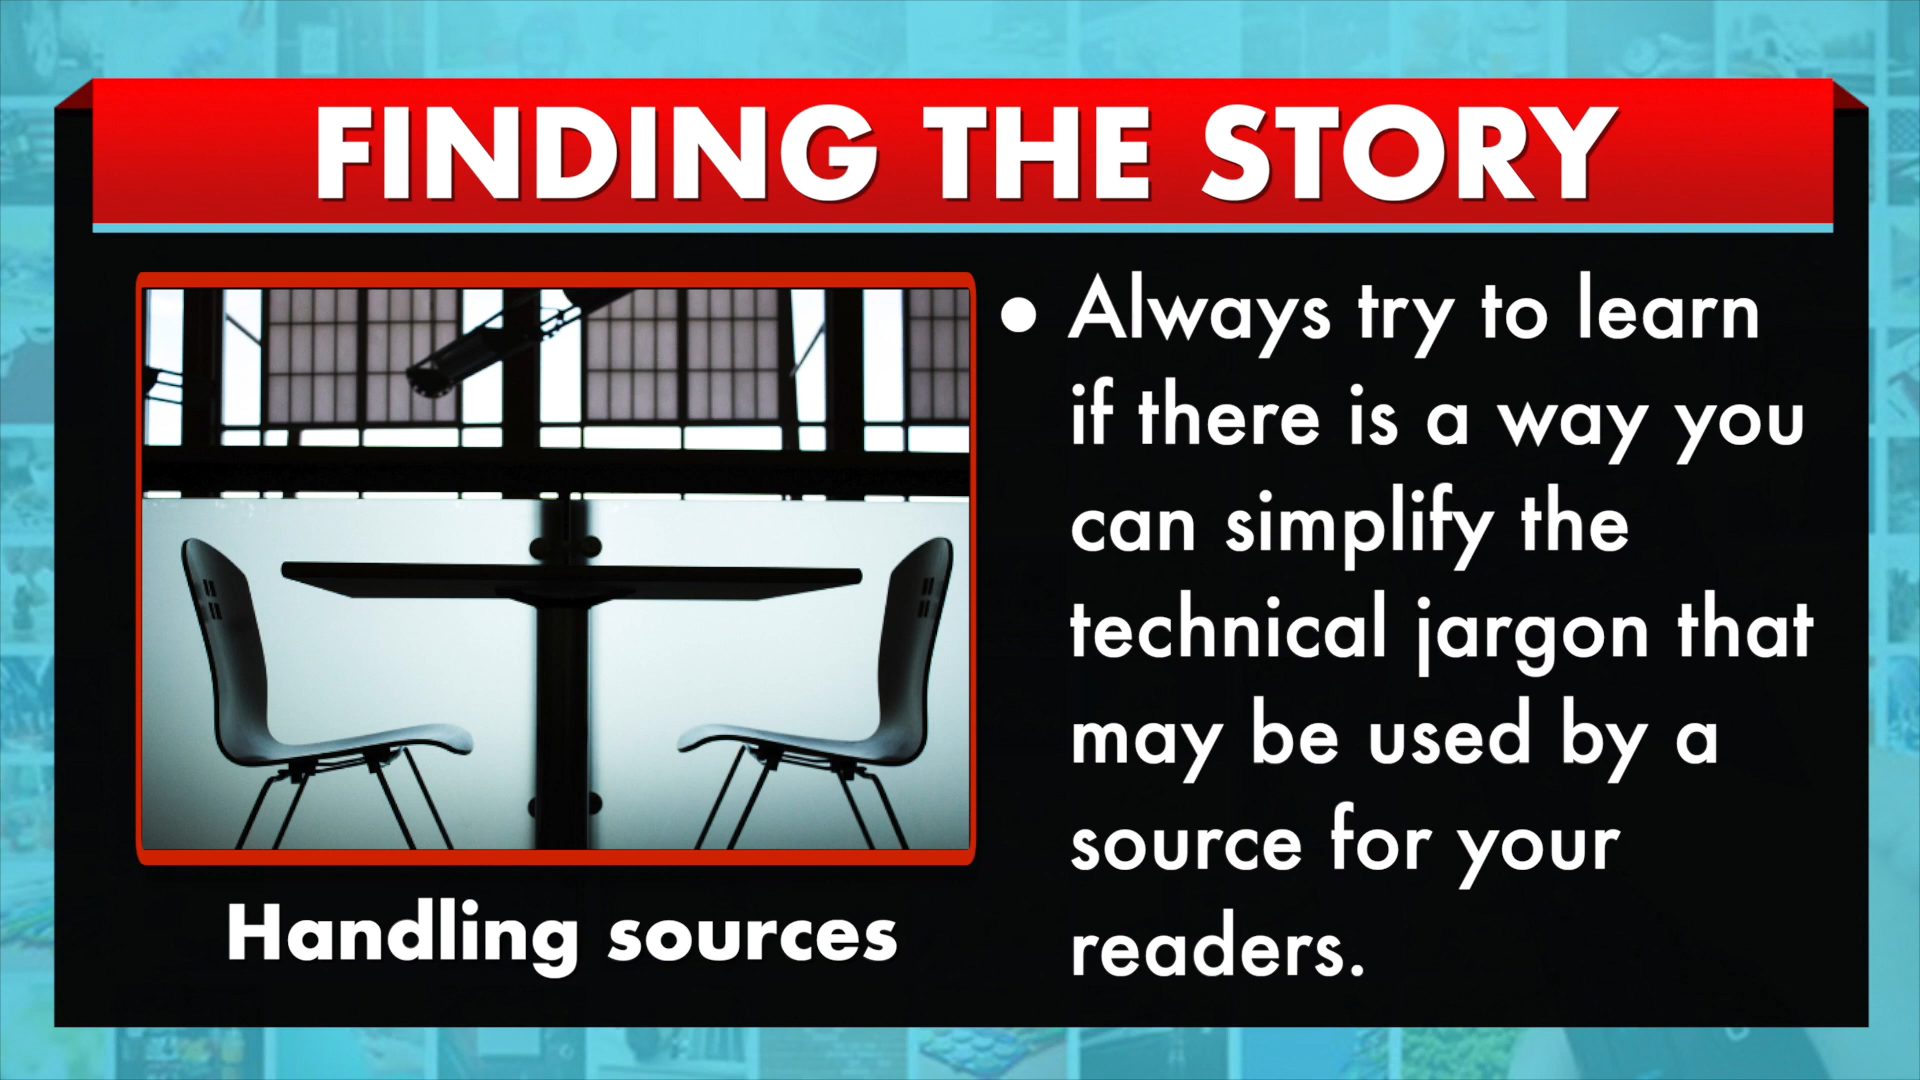 FINDING THE STORY
Handling sources
• Always try to learn
if there is a way you
can simplify the
technical jargon that
may be used by a
source for your
readers.